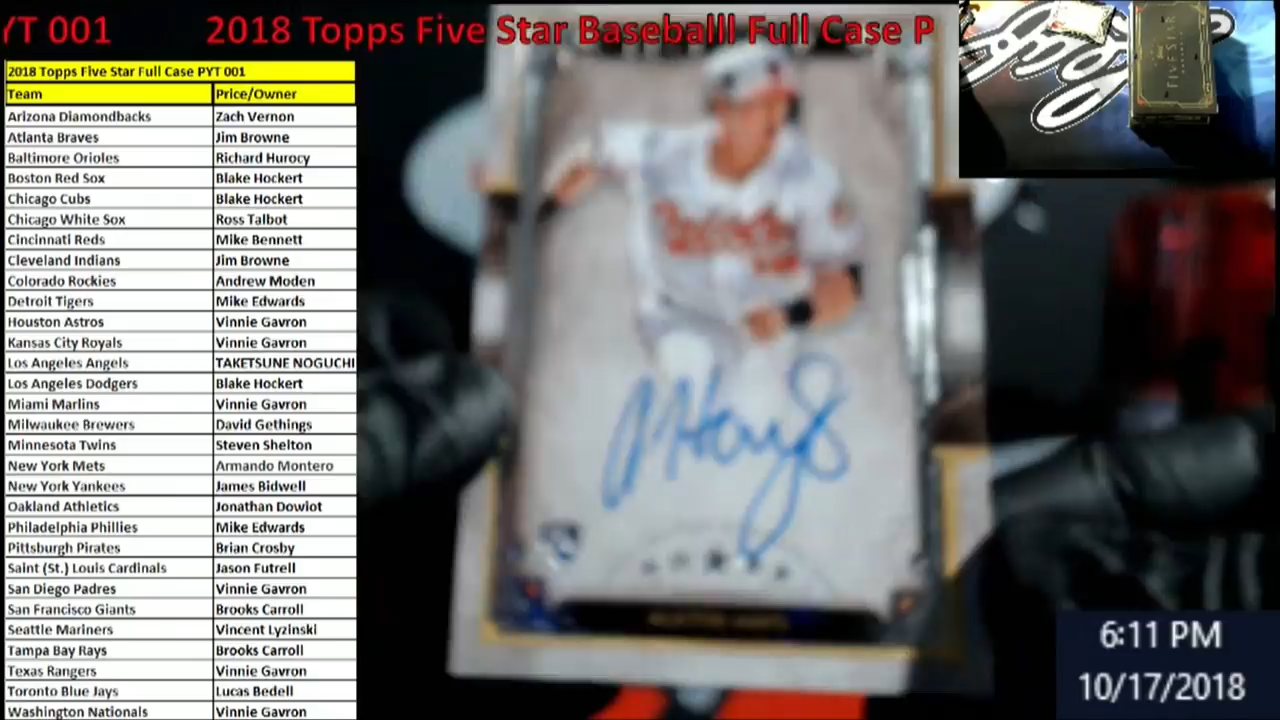 YT 001 2018 Topps Five Star Baseballl Full Case P
2018 Topps Five Star Full Case PYT 001
Team Price/Owner
Arizona Diamondbacks Zach Vernon
Atlanta Braves Jim Browne
Baltimore Orioles Richard Hurocy
Boston Red Sox Blake Hockert
Chicago Cubs Blake Hockert
Chicago White Sox Ross Talbot
Cincinnati Reds Mike Bennett
Cleveland Indians Jim Browne
Colorado Rockies Andrew Moden
Detroit Tigers Mike Edwards
Houston Astros Vinnie Gavron
Kansas City Royals Vinnie Gavron
Los Angeles Angels TAKETSUNE NOGUCHI
Los Angeles Dodgers Blake Hockert
Miami Marlins Vinnie Gavron
Milwaukee Brewers David Gethings
Minnesota Twins Steven Shelton
New York Mets Armando Montero
New York Yankees James Bidwell
Oakland Athletics Jonathan Dowiot
Philadelphia Phillies Mike Edwards
Pittsburgh Pirates Brian Crosby
Saint (St.) Louis Cardinals Jason Futrell
San Diego Padres Vinnie Gavron
San Francisco Giants Brooks Carroll
Seattle Mariners Vincent Lyzinski
Tampa Bay Rays Brooks Carroll
Texas Rangers Vinnie Gavron
Toronto Blue Jays Lucas Bedell
Washington Nationals Vinnie Gavron
FIVE STAR
6:11 PM
10/17/2018